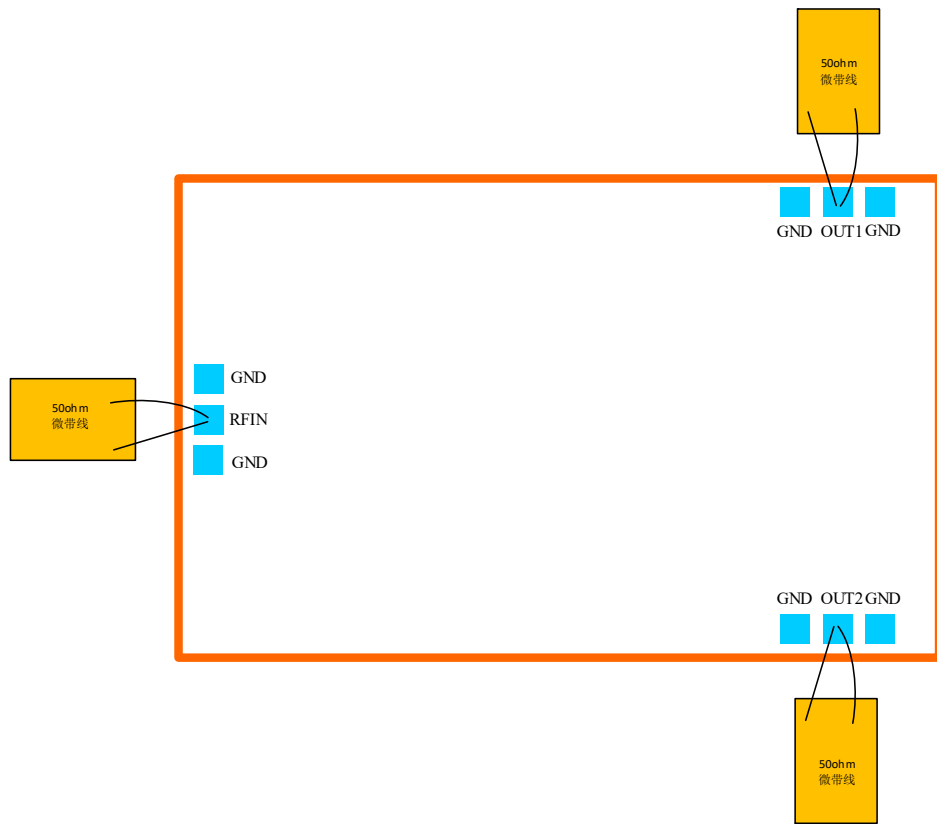 50ohm
微带线
GND OUT1 GND
GND
50ohm
微带线
RFIN
GND
GND OUT2 GND
50ohm
微带线